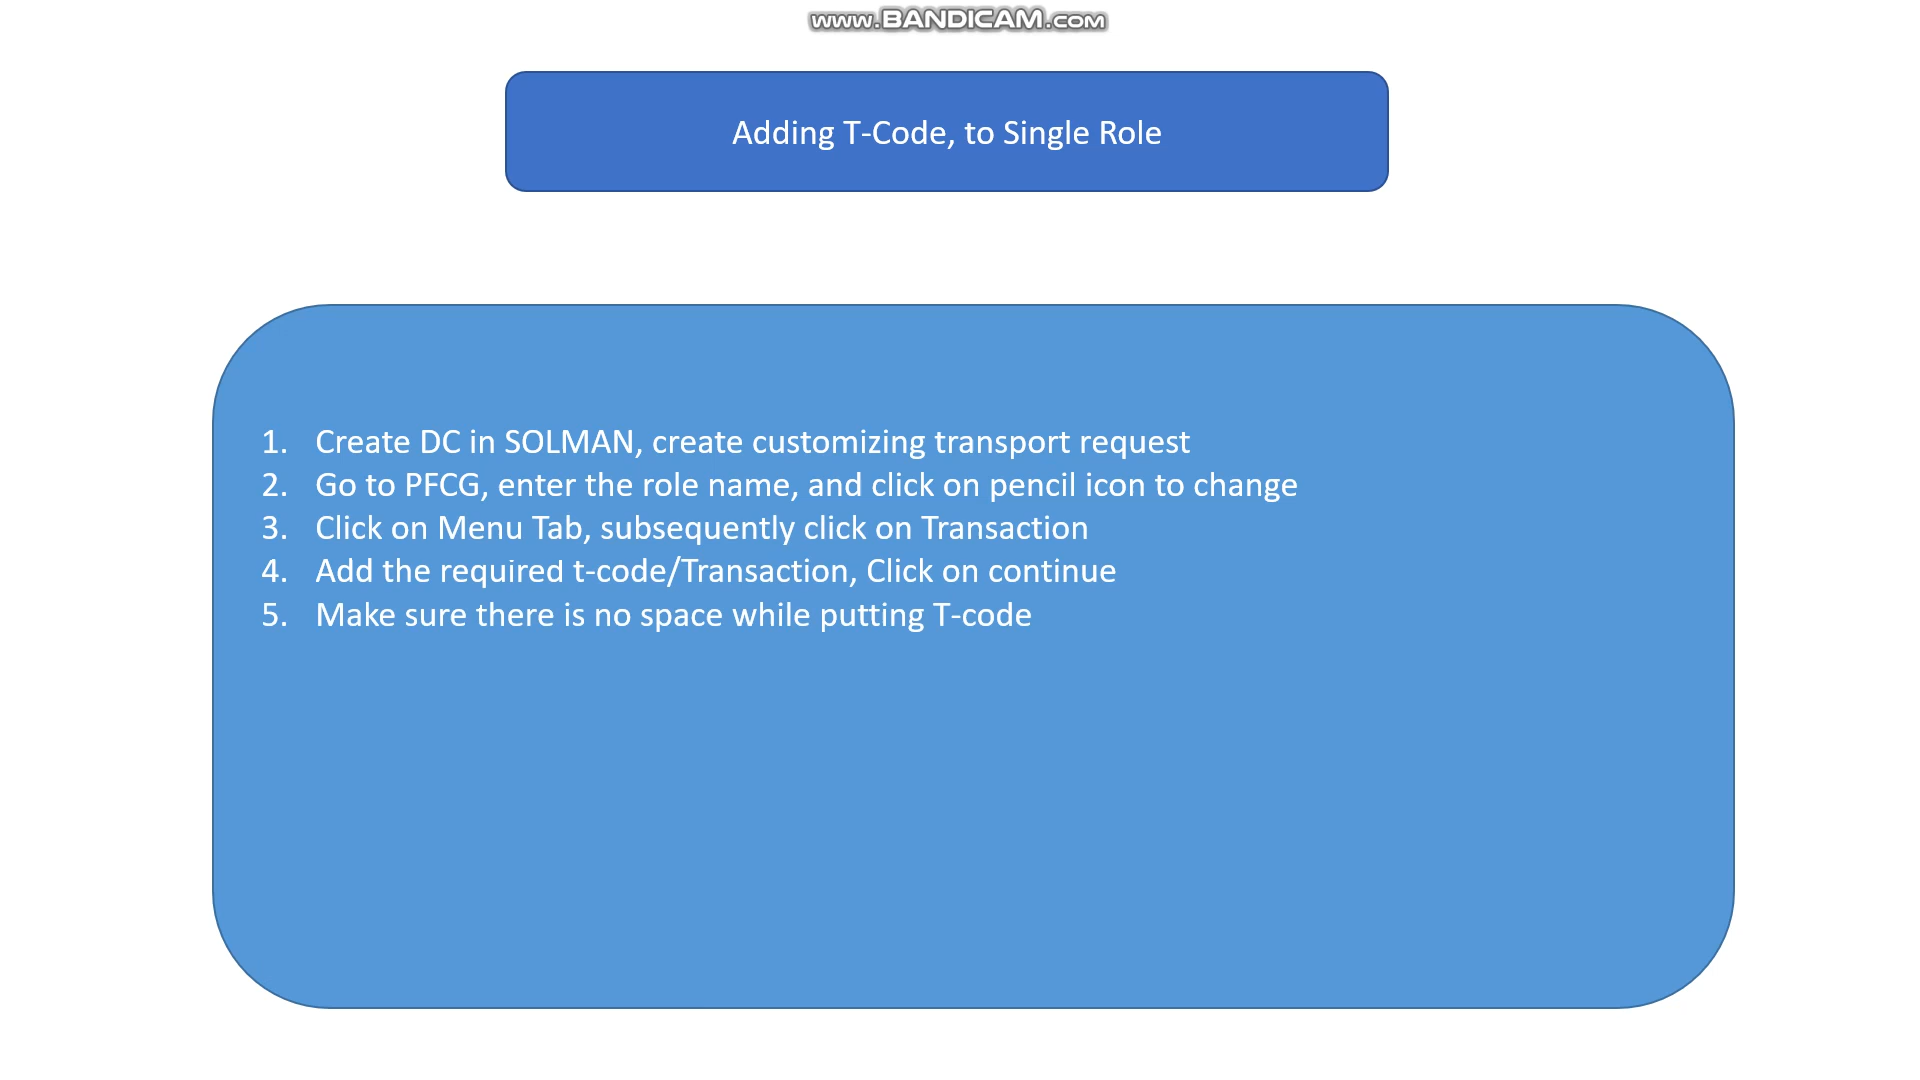 www.BANDICAM.com
Adding T-Code, to Single Role
1. Create DC in SOLMAN, create customizing transport request
2. Go to PFCG, enter the role name, and click on pencil icon to change
3. Click on Menu Tab, subsequently click on Transaction
4. Add the required t-code/Transaction, Click on continue
5. Make sure there is no space while putting T-code